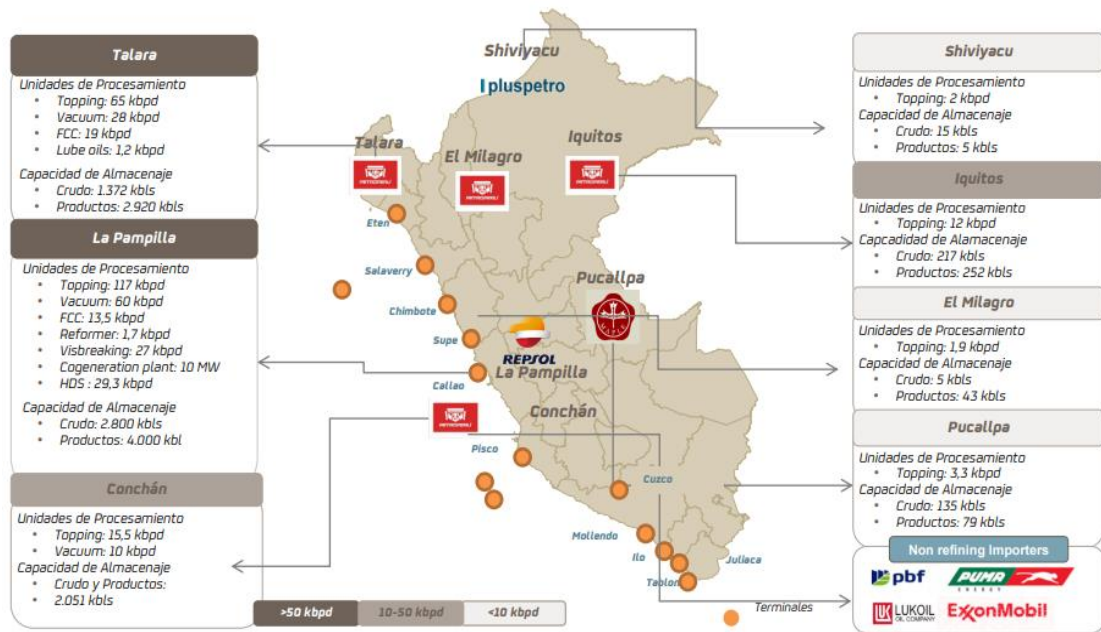 Talara
Unidades de Procesamiento
• Topping: 65 kbpd
• Vacuum: 28 kbpd
• FCC: 19 kbpd
• Lube oils: 1,2 kbpd
Capacidad de Almacenaje
• Crudo: 1.372 kbls
• Productos: 2.920 kbls
La Pampilla
Unidades de Procesamiento
• Topping: 117 kbpd
• Vacuum: 60 kbpd
• FCC: 13,5 kbpd
• Reformer: 1,7 kbpd
• Visbreaking: 27 kbpd
• Cogeneration plant: 10 MW
• HDS : 29,3 kbpd
Capacidad de Almacenaje
• Crudo: 2.800 kbls
• Productos: 4.000 kbl
Conchán
Unidades de Procesamiento
• Topping: 15,5 kbpd
• Vacuum: 10 kbpd
Capacidad de Almacenaje
• Crudo y Productos:
2.051 kbls
Shiviyacu
pluspetro
Talara
El Milagro
Iquitos
PETROPERU
PETROPERU
PETROPERU
Eten
Salaverry
Chimbote
Supe
Callao
Pucallpa
MAPLE
REPSOL
La Pampilla
Conchán
PETROPERU
Pisco
Cuzco
Mollendo
Ilo
Juliaca
Tablon
>50 kbpd
10-50 kbpd
<10 kbpd
Terminales
Shiviyacu
Unidades de Procesamiento
• Topping: 2 kbpd
Capacidad de Almacenaje
• Crudo: 15 kbls
• Productos: 5 kbls
Iquitos
Unidades de Procesamiento
• Topping: 12 kbpd
Capcadidad de Alamacenaje
• Crudo: 217 kbls
• Productos: 252 kbls
El Milagro
Unidades de Procesamiento
• Topping: 1,9 kbpd
Capacidad de Almacenaje
• Crudo: 5 kbls
• Productos: 43 kbls
Pucallpa
Unidades de Procesamiento
• Topping: 3,3 kbpd
Capacidad de Almacenaje
• Crudo: 135 kbls
• Productos: 79 kbls
Non refining Importers
pbf
PUMA
ENERGY
LUKOIL
OIL COMPANY
ExxonMobil